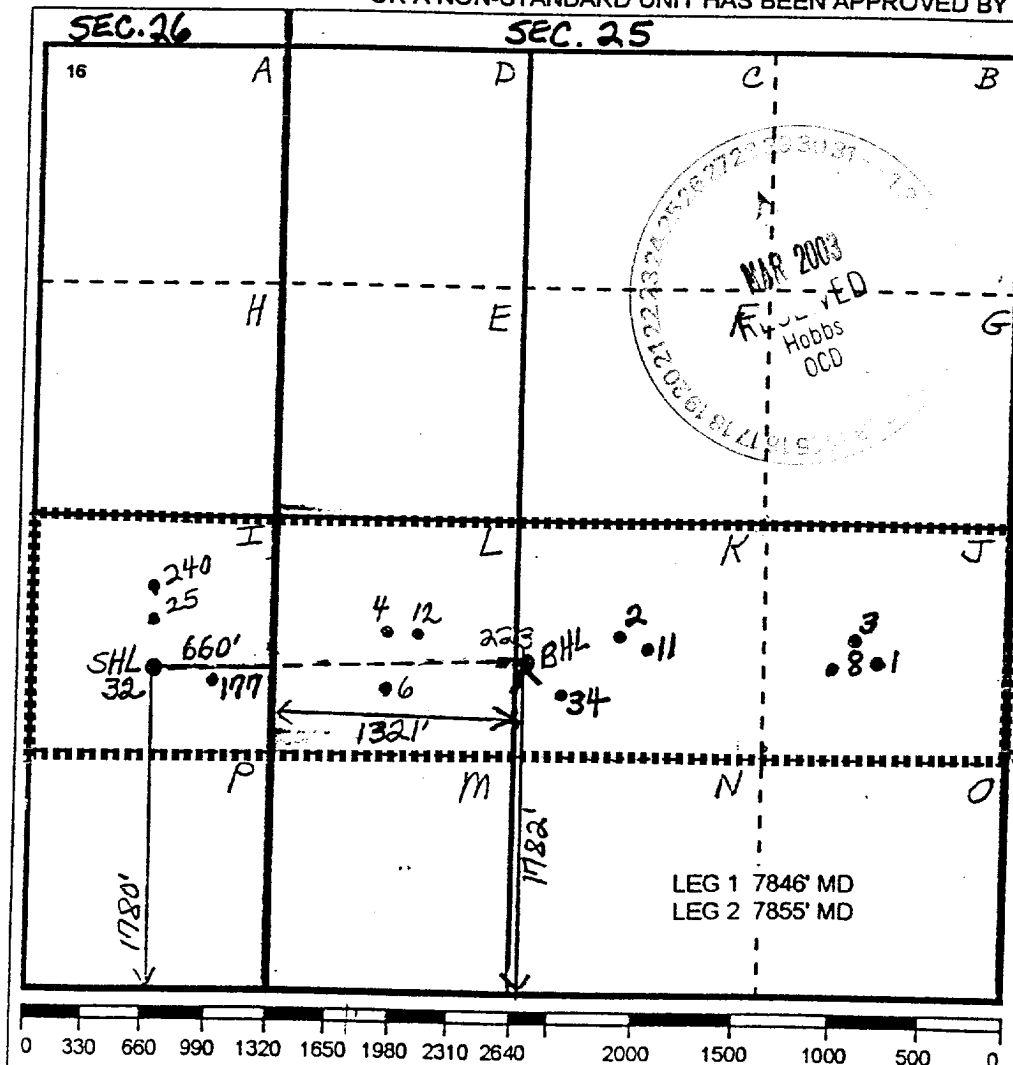 OR A NON-STANDARD UNIT HAS BEEN APPROVED BY
SEC. 26 SEC. 25
16 A D C B
MAR 2003
Hobbs
OCD
H E F G
I L K J
240
25
4 12 2 3
660' 223 BHL 11 1
SHL
32 177 6 34
1321'
P M N O
1780' 1782'
LEG 1 7846' MD
LEG 2 7855' MD
0 330 660 990 1320 1650 1980 2310 2640 2000 1500 1000 500 0